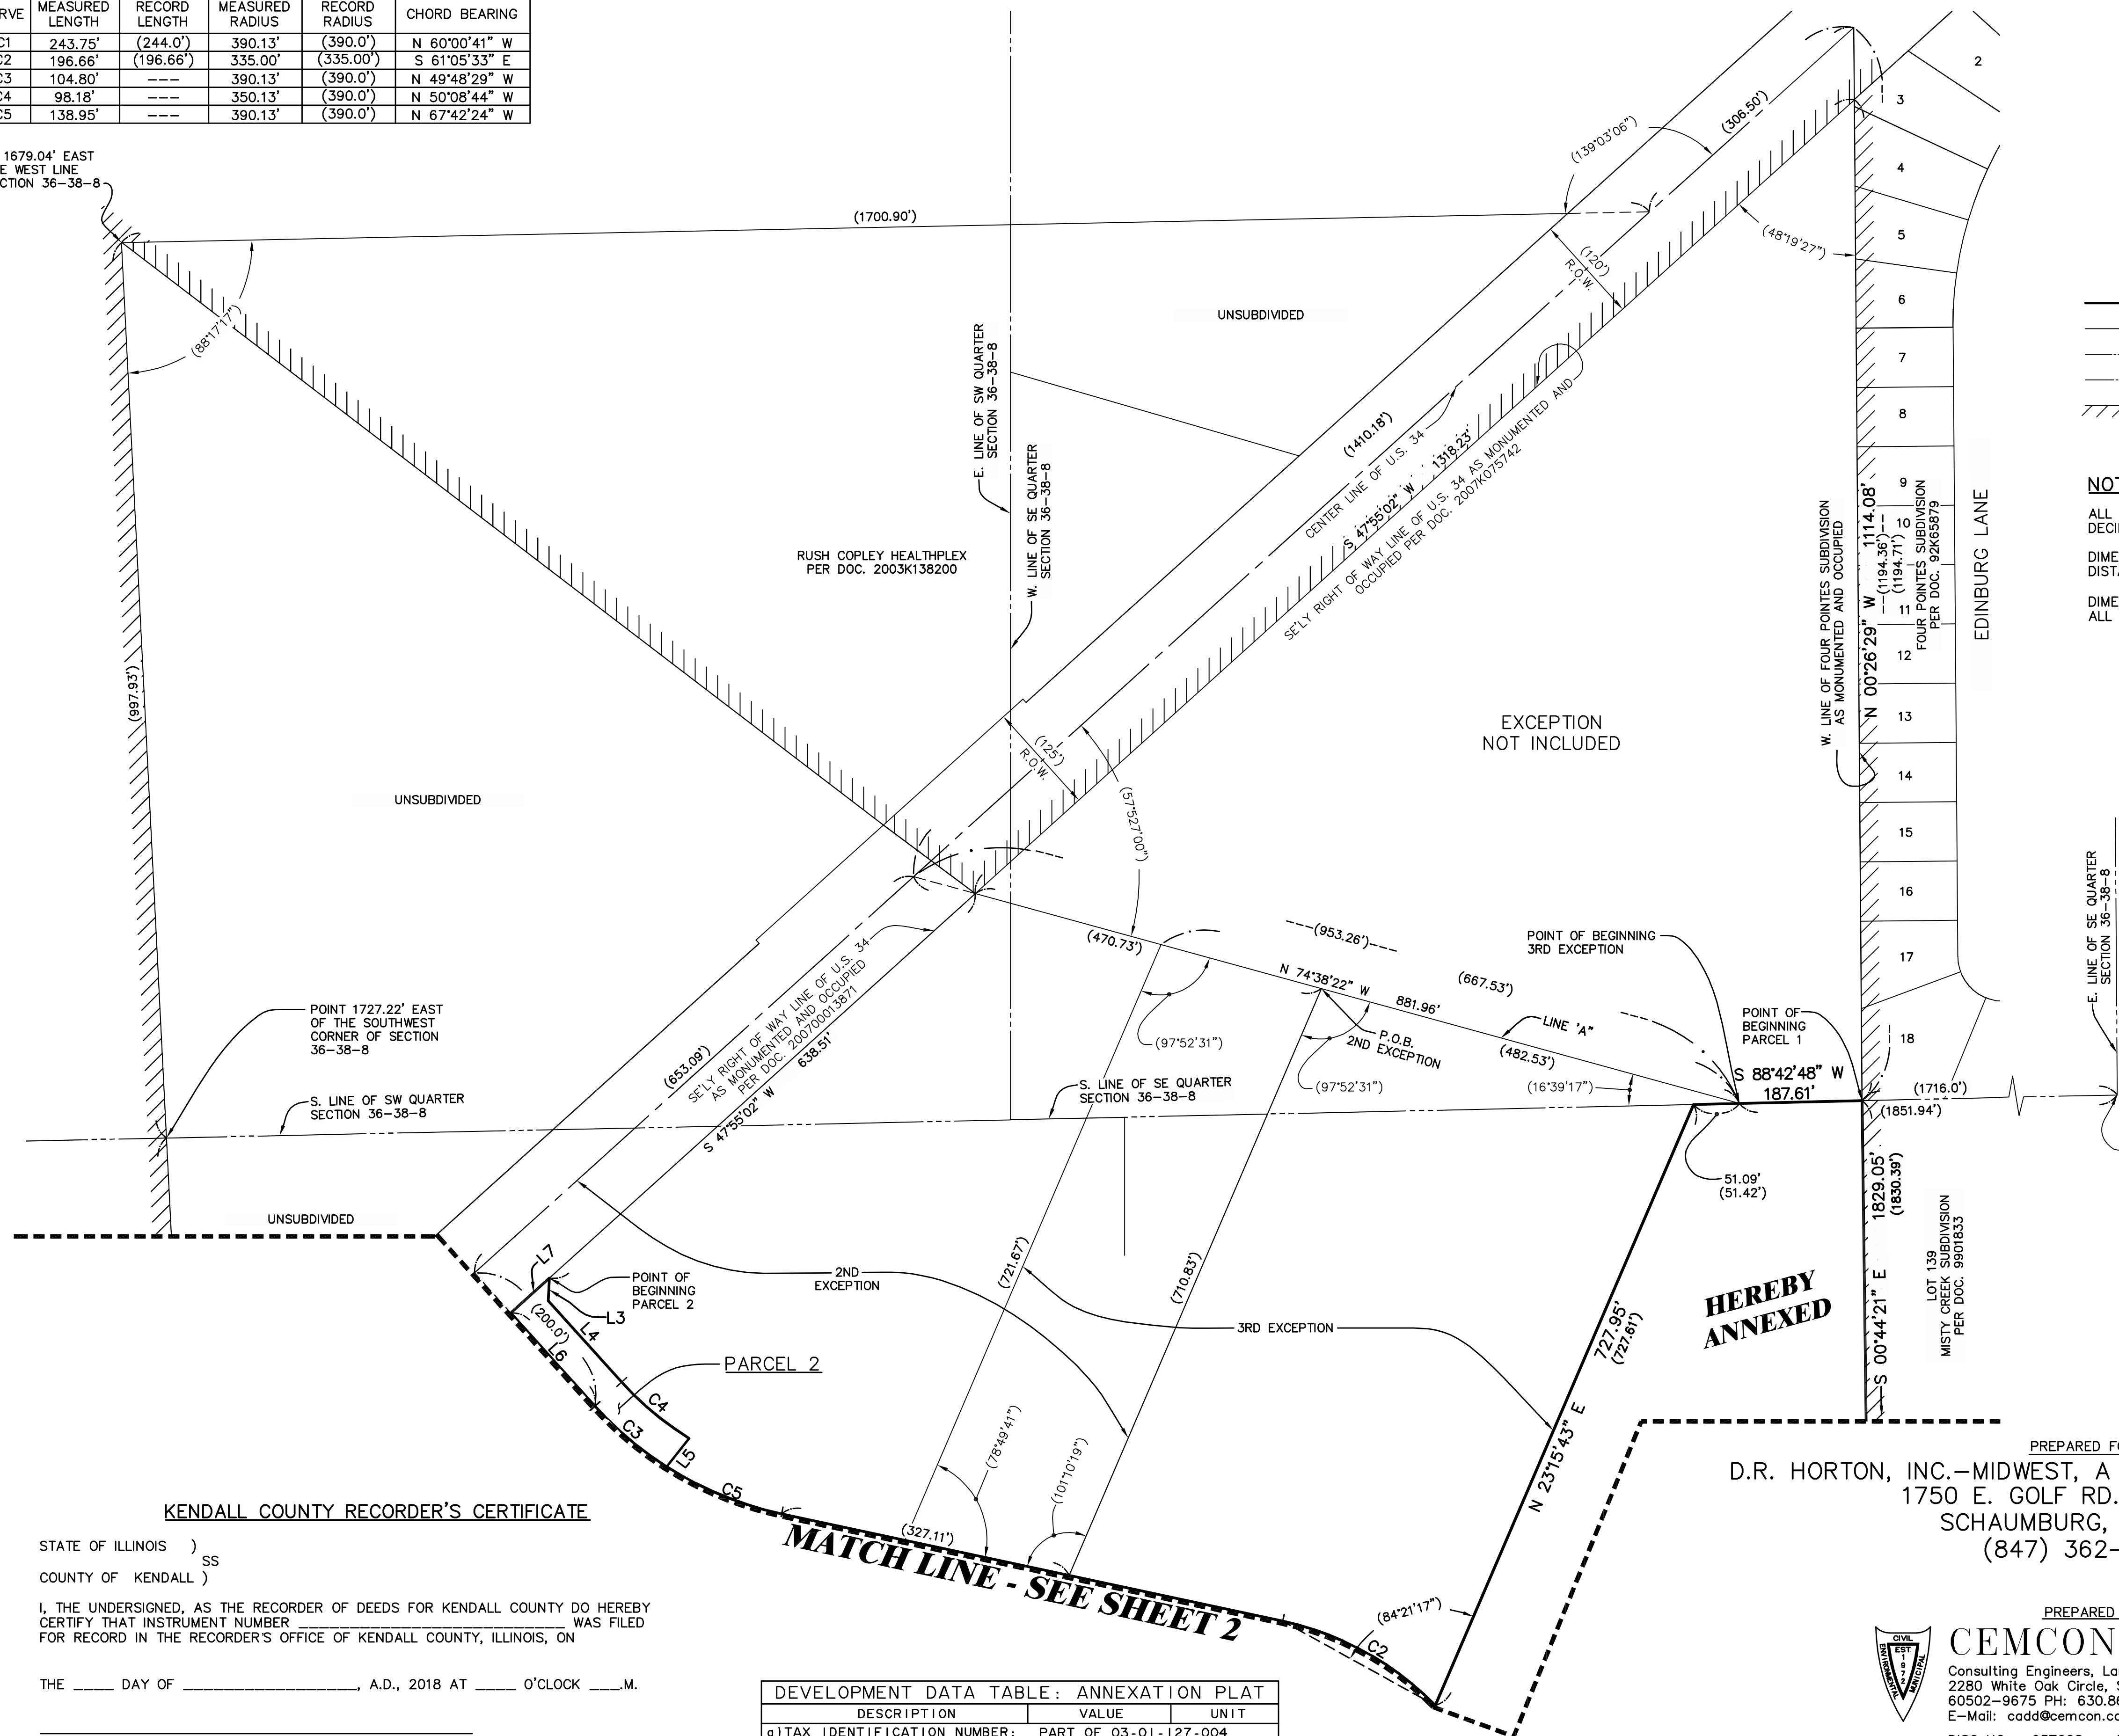 MEASURED LENGTH RECORD LENGTH MEASURED RADIUS RECORD RADIUS CHORD BEARING
243.75' (244.0') 390.13' (390.0') N 60°00'41" W
196.66' (196.66') 335.00' (335.00') S 61°05'33" E
104.80' --- 390.13' (390.0') N 49°48'29" W
98.18' --- 350.13' (390.0') N 50°08'44" W
138.95' --- 390.13' (390.0') N 67°42'24" W
1679.04' EAST
WEST LINE
36-38-8
(1700.90')
(88°17'17")
(139°03'06")
(306.50')
(48°19'27")
(120')
R.O.W.
2
3
4
5
6
7
8
9
10
11
12
13
14
15
16
17
18
UNSUBDIVIDED
E. LINE OF SW QUARTER
SECTION 36-38-8
W. LINE OF SE QUARTER
SECTION 36-38-8
RUSH COPLEY HEALTHPLEX
PER DOC. 2003K138200
(1410.18')
CENTER LINE OF U.S. 34
S 47°55'02" W 1318.23'
SE'LY RIGHT OF WAY LINE OF U.S. 34 AS MONUMENTED AND
OCCUPIED PER DOC. 2007K075742
W. LINE OF FOUR POINTES SUBDIVISION
AS MONUMENTED AND OCCUPIED
N 00°26'29" W 1114.08'
--(1194.36')--
(1194.71')
FOUR POINTES SUBDIVISION
PER DOC. 92K65879
EDINBURG LANE
ALL
(997.93')
UNSUBDIVIDED
(125')
R.O.W.
(57°527'00")
EXCEPTION
NOT INCLUDED
E. LINE OF SE QUARTER
SECTION 36-38-8
(470.73')
----(953.26')----
N 74°38'22" W 881.96'
(667.53')
LINE 'A"
(482.53')
(16°39'17")
POINT OF BEGINNING
3RD EXCEPTION
POINT OF
BEGINNING
PARCEL 1
S 88°42'48" W
187.61'
(1716.0')
(1851.94')
(97°52'31")
P.O.B.
2ND EXCEPTION
(97°52'31")
POINT 1727.22' EAST
OF THE SOUTHWEST
CORNER OF SECTION
36-38-8
S. LINE OF SW QUARTER
SECTION 36-38-8
S. LINE OF SE QUARTER
SECTION 36-38-8
(653.09')
SE'LY RIGHT OF WAY LINE OF U.S. 34
AS MONUMENTED AND OCCUPIED
PER DOC. 200700013871
S 47°55'02" W 638.51'
51.09'
(51.42')
S 00°44'21" E 1829.05'
(1830.39')
LOT 139
MISTY CREEK SUBDIVISION
PER DOC. 9901833
UNSUBDIVIDED
L7
POINT OF
BEGINNING
PARCEL 2
L3
(200.0')
L4
L6
PARCEL 2
C4
C3
L5
C5
2ND
EXCEPTION
(721.67')
(710.83')
3RD EXCEPTION
727.95'
(727.61')
N 23°15'43" E
HEREBY
ANNEXED
(78°49'41")
(101°10'19")
(327.11')
MATCH LINE - SEE SHEET 2
(84°21'17")
C2
KENDALL COUNTY RECORDER'S CERTIFICATE
STATE OF ILLINOIS )
SS
COUNTY OF KENDALL )
I, THE UNDERSIGNED, AS THE RECORDER OF DEEDS FOR KENDALL COUNTY DO HEREBY
CERTIFY THAT INSTRUMENT NUMBER __________________________ WAS FILED
FOR RECORD IN THE RECORDER'S OFFICE OF KENDALL COUNTY, ILLINOIS, ON
THE ____ DAY OF _________________, A.D., 2018 AT ____ O'CLOCK ___.M.
DEVELOPMENT DATA TABLE: ANNEXATION PLAT
DESCRIPTION VALUE UNIT
a)TAX IDENTIFICATION NUMBER: PART OF 03-01-127-004
PREPARED
D.R. HORTON, INC.-MIDWEST, A
1750 E. GOLF RD.
SCHAUMBURG,
(847) 362-
PREPARED
CIVIL
ENVIRONMENTAL
MUNICIPAL
EST.
1972
CEMCON
Consulting Engineers,
2280 White Oak Circle,
60502-9675 PH:
E-Mail: